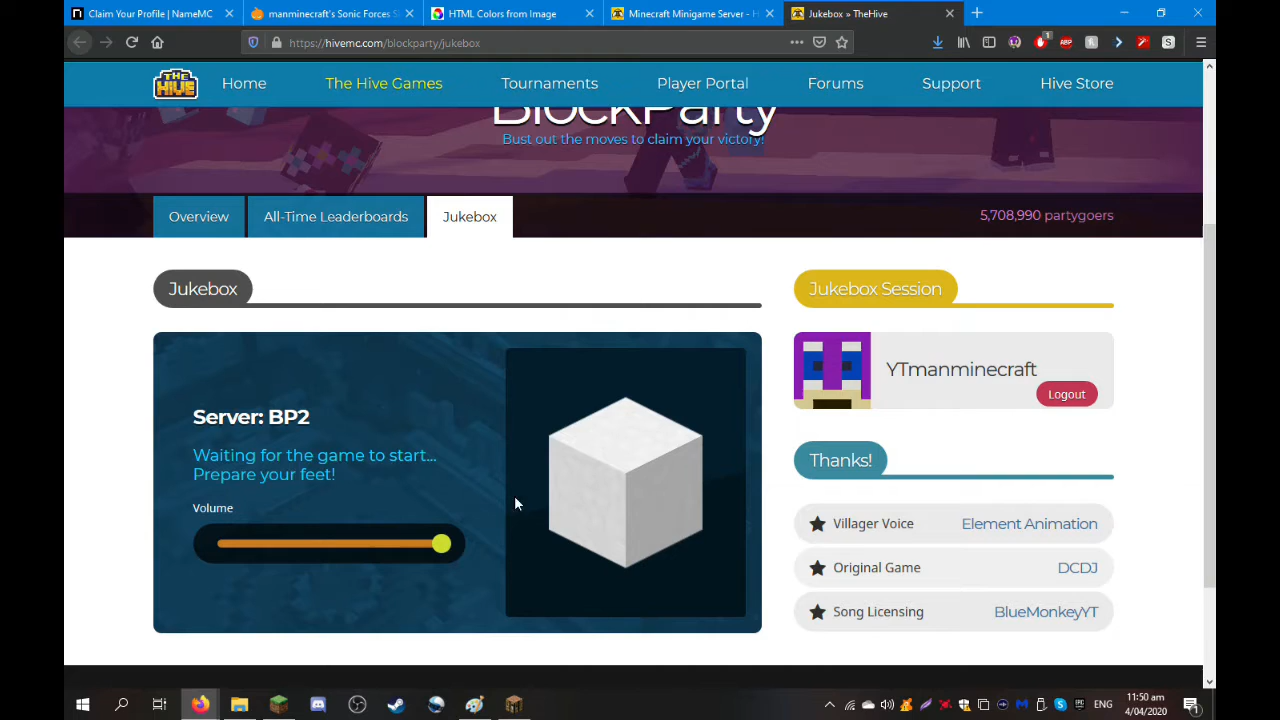 Claim Your Profile | NameMC
manminecraft's Sonic Forces S
HTML Colors from Image
Minecraft Minigame Server - H
Jukebox » TheHive
https://hivemc.com/blockparty/jukebox
1
ABP
S
THE HIVE
Home
The Hive Games
Tournaments
Player Portal
Forums
Support
Hive Store
BlockParty
Bust out the moves to claim your victory!
Overview
All-Time Leaderboards
Jukebox
5,708,990 partygoers
Jukebox
Jukebox Session
Server: BP2
Waiting for the game to start...
Prepare your feet!
Volume
YTmanminecraft
Logout
Thanks!
Villager Voice Element Animation
Original Game DCDJ
Song Licensing BlueMonkeyYT
ENG
11:50 am
4/04/2020
1